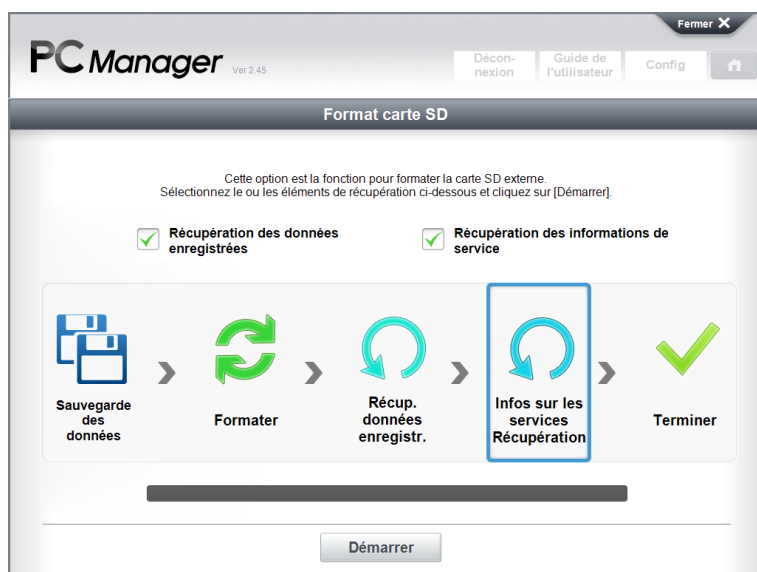 Fermer X
PC Manager Ver 2.45
Décon-
nexion
Guide de
l'utilisateur
Config
Format carte SD
Cette option est la fonction pour formater la carte SD externe.
Sélectionnez le ou les éléments de récupération ci-dessous et cliquez sur [Démarrer].
Récupération des données
enregistrées
Récupération des informations de
service
Sauvegarde
des
données
Formater
Récup.
données
enregistr.
Infos sur les
services
Récupération
Terminer
Démarrer